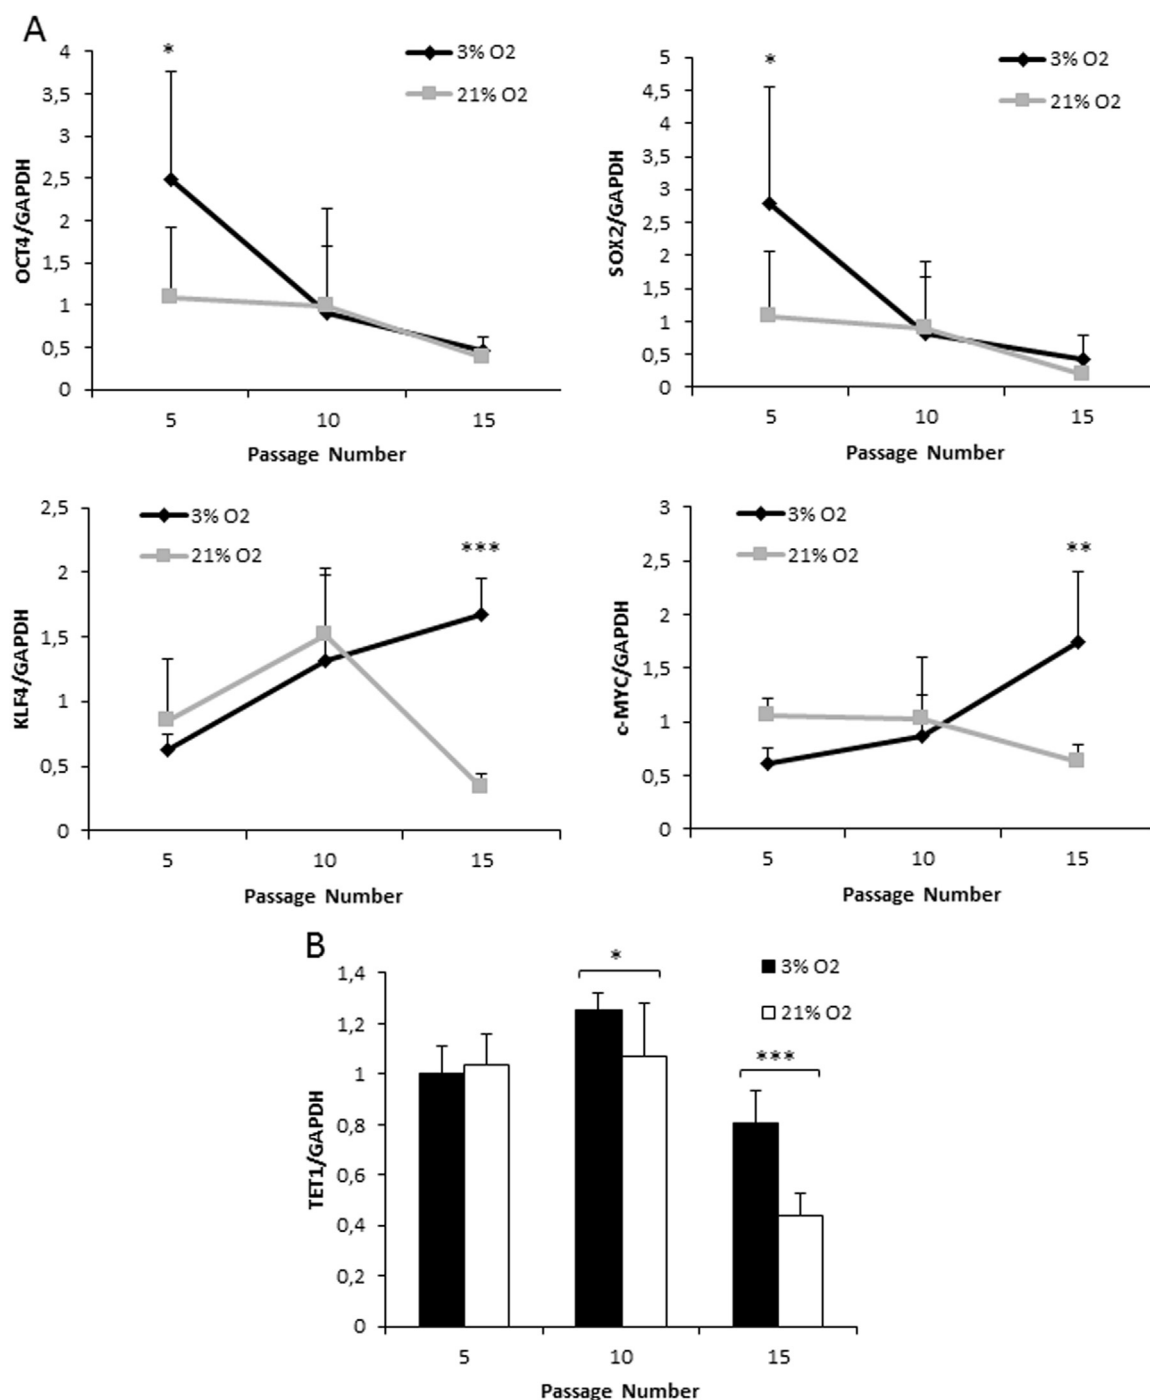 A
OCT4/GAPDH
4
3,5
3
2,5
2
1,5
1
0,5
0
*
3% O2
21% O2
5 10 15
Passage Number
SOX2/GAPDH
5
4,5
4
3,5
3
2,5
2
1,5
1
0,5
0
*
3% O2
21% O2
5 10 15
Passage Number
KLF4/GAPDH
2,5
2
1,5
1
0,5
0
3% O2
21% O2
***
5 10 15
Passage Number
c-MYC/GAPDH
3
2,5
2
1,5
1
0,5
0
3% O2
21% O2
**
5 10 15
Passage Number
B
TET1/GAPDH
1,4
1,2
1
0,8
0,6
0,4
0,2
0
*
***
3% O2
21% O2
5 10 15
Passage Number